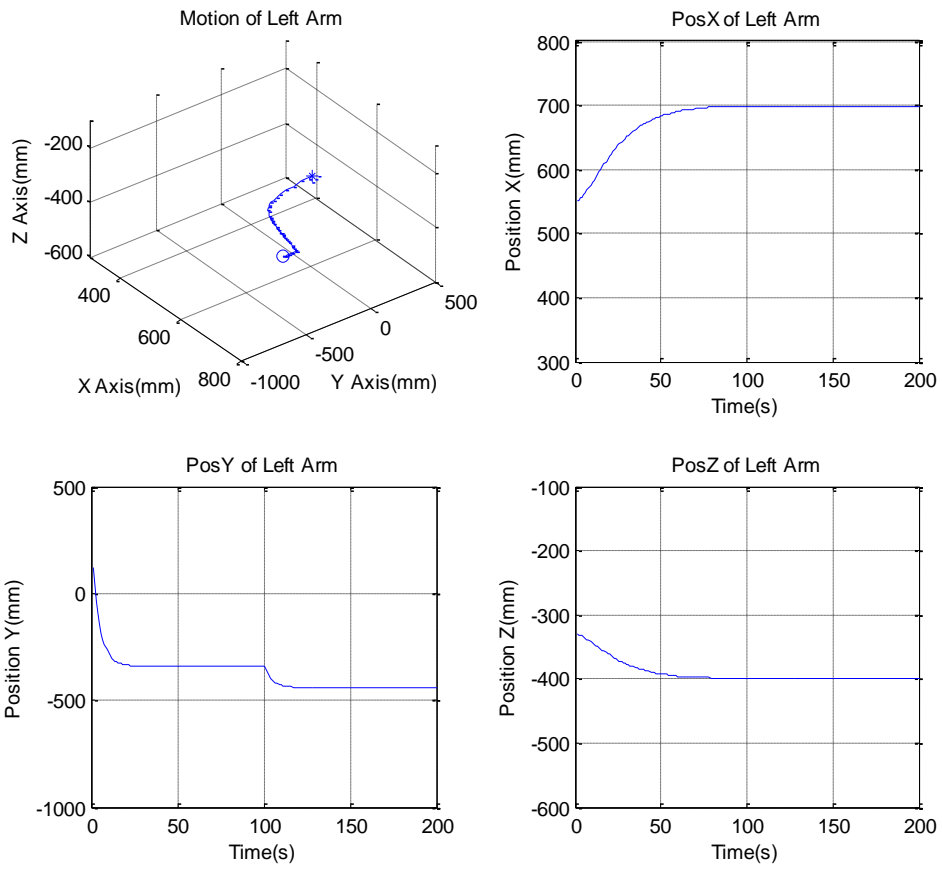 Motion of Left Arm
-200
-400
-600
Z Axis(mm)
400
600
800
X Axis(mm)
-1000
-500
0
500
Y Axis(mm)
PosX of Left Arm
800
700
600
500
400
300
Position X(mm)
0 50 100 150 200
Time(s)
PosY of Left Arm
500
0
-500
-1000
Position Y(mm)
0 50 100 150 200
Time(s)
PosZ of Left Arm
-100
-200
-300
-400
-500
-600
Position Z(mm)
0 50 100 150 200
Time(s)